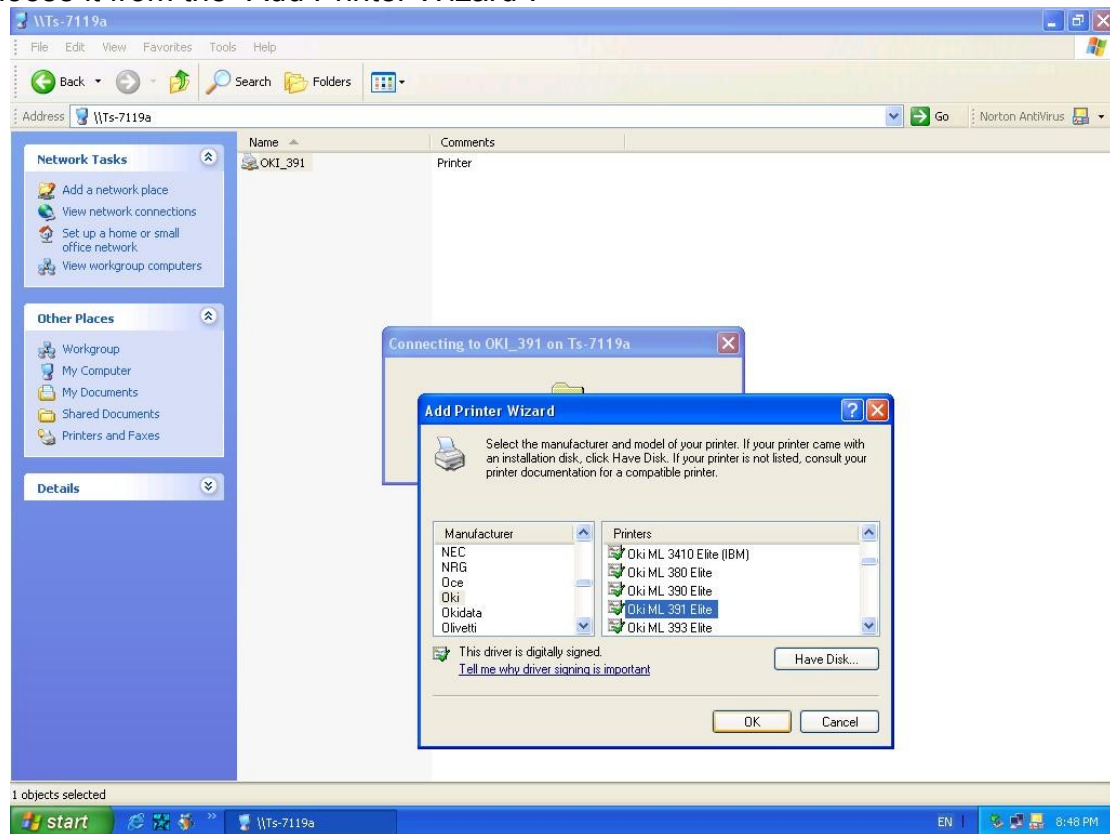 oose it from the "Add Printer Wizard".
\\Ts-7119a
File Edit View Favorites Tools Help
Back Search Folders
Address \\Ts-7119a Go Norton AntiVirus
Name Comments
OKI_391 Printer
Network Tasks
Add a network place
View network connections
Set up a home or small
office network
View workgroup computers
Other Places
Workgroup
My Computer
My Documents
Shared Documents
Printers and Faxes
Details
Connecting to OKI_391 on Ts-7119a
Add Printer Wizard
Select the manufacturer and model of your printer. If your printer came with
an installation disk, click Have Disk. If your printer is not listed, consult your
printer documentation for a compatible printer.
Manufacturer
NEC
NRG
Oce
Oki
Okidata
Olivetti
Printers
Oki ML 3410 Elite (IBM)
Oki ML 380 Elite
Oki ML 390 Elite
Oki ML 391 Elite
Oki ML 393 Elite
This driver is digitally signed.
Tell me why driver signing is important
Have Disk...
OK Cancel
1 objects selected
start \\Ts-7119a EN 8:48 PM